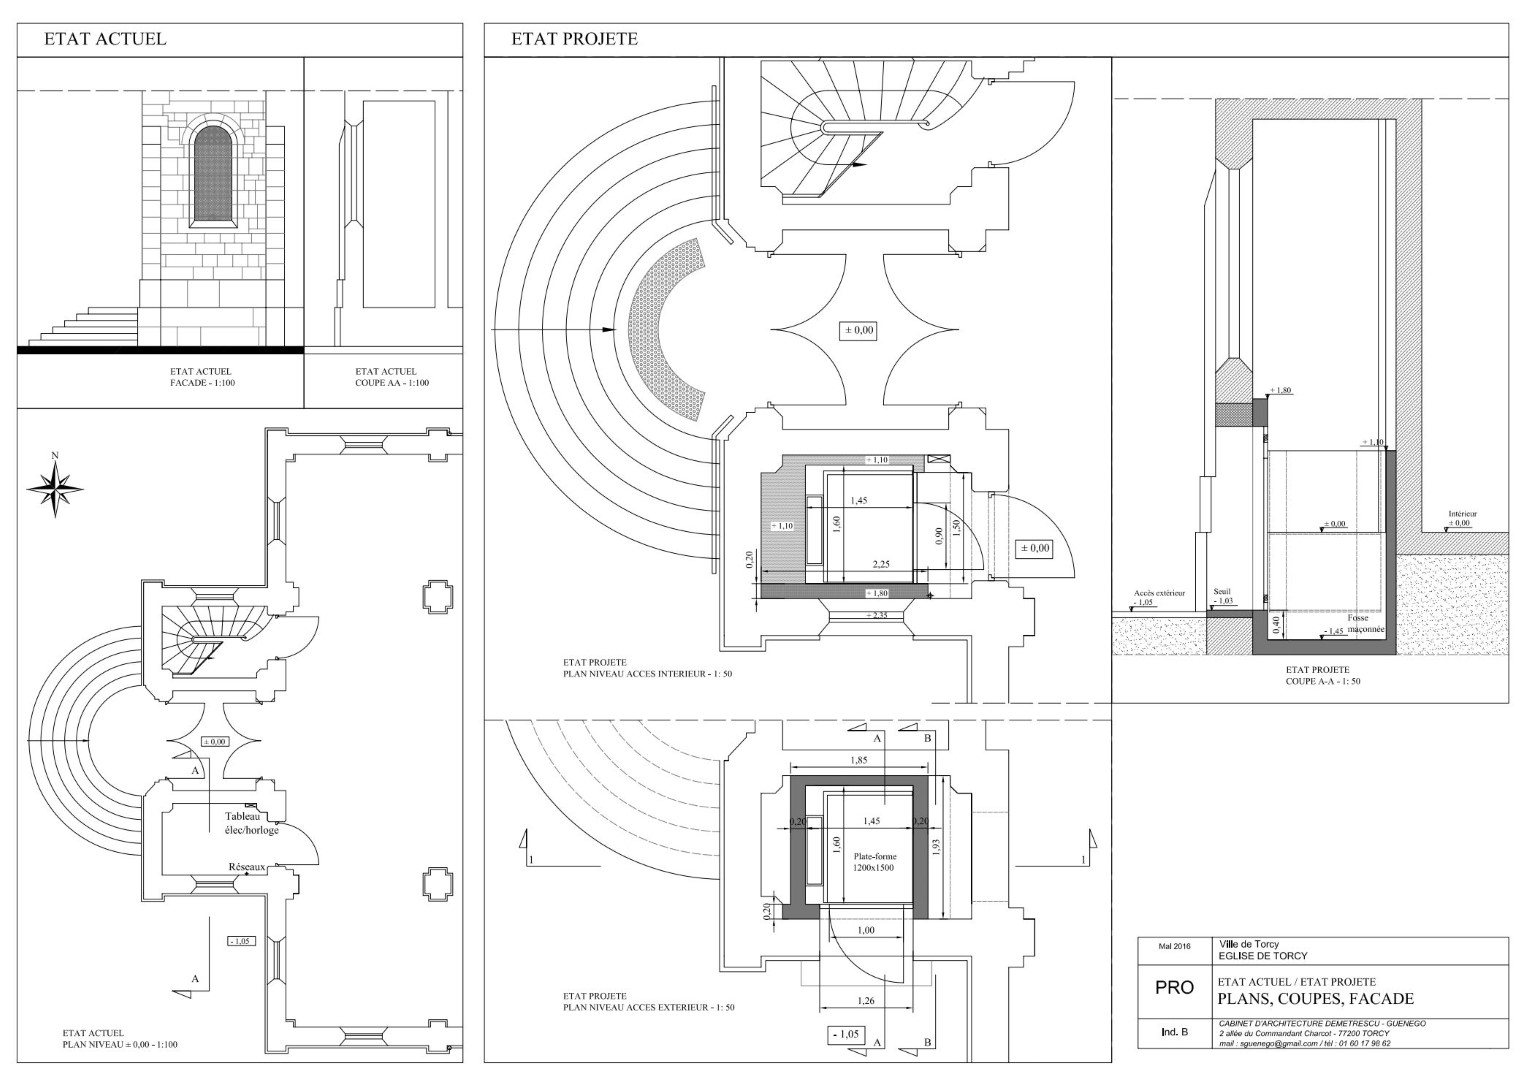 ETAT ACTUEL
ETAT ACTUEL
FACADE - 1:100
ETAT ACTUEL
COUPE AA - 1:100
N
± 0,00
A
Tableau
élec/horloge
Réseaux
- 1,05
A
ETAT ACTUEL
PLAN NIVEAU ± 0,00 - 1:100
ETAT PROJETE
± 0,00
+ 1,10
1,45
+ 1,10
1,60
0,90
1,50
± 0,00
0,20
2,25
+ 1,80
+ 2,35
ETAT PROJETE
PLAN NIVEAU ACCES INTERIEUR - 1: 50
+ 1,80
+ 1,10
Intérieur
± 0,00
± 0,00
Accès extérieur
- 1,05
Seuil
- 1,03
0,40
Fosse
maçonnée
- 1,45
ETAT PROJETE
COUPE A-A - 1: 50
A
B
1,85
0,20
1,45
0,20
1,60
1,93
Plate-forme
1200x1500
1
1
0,20
1,00
1,26
- 1,05
A
B
ETAT PROJETE
PLAN NIVEAU ACCES EXTERIEUR - 1: 50
Mai 2016
Ville de Torcy
EGLISE DE TORCY
PRO
ETAT ACTUEL / ETAT PROJETE
PLANS, COUPES, FACADE
Ind. B
CABINET D'ARCHITECTURE DEMETRESCU - GUENEGO
2 allée du Commandant Charcot - 77200 TORCY
mail : sguenego@gmail.com / tél : 01 60 17 98 62